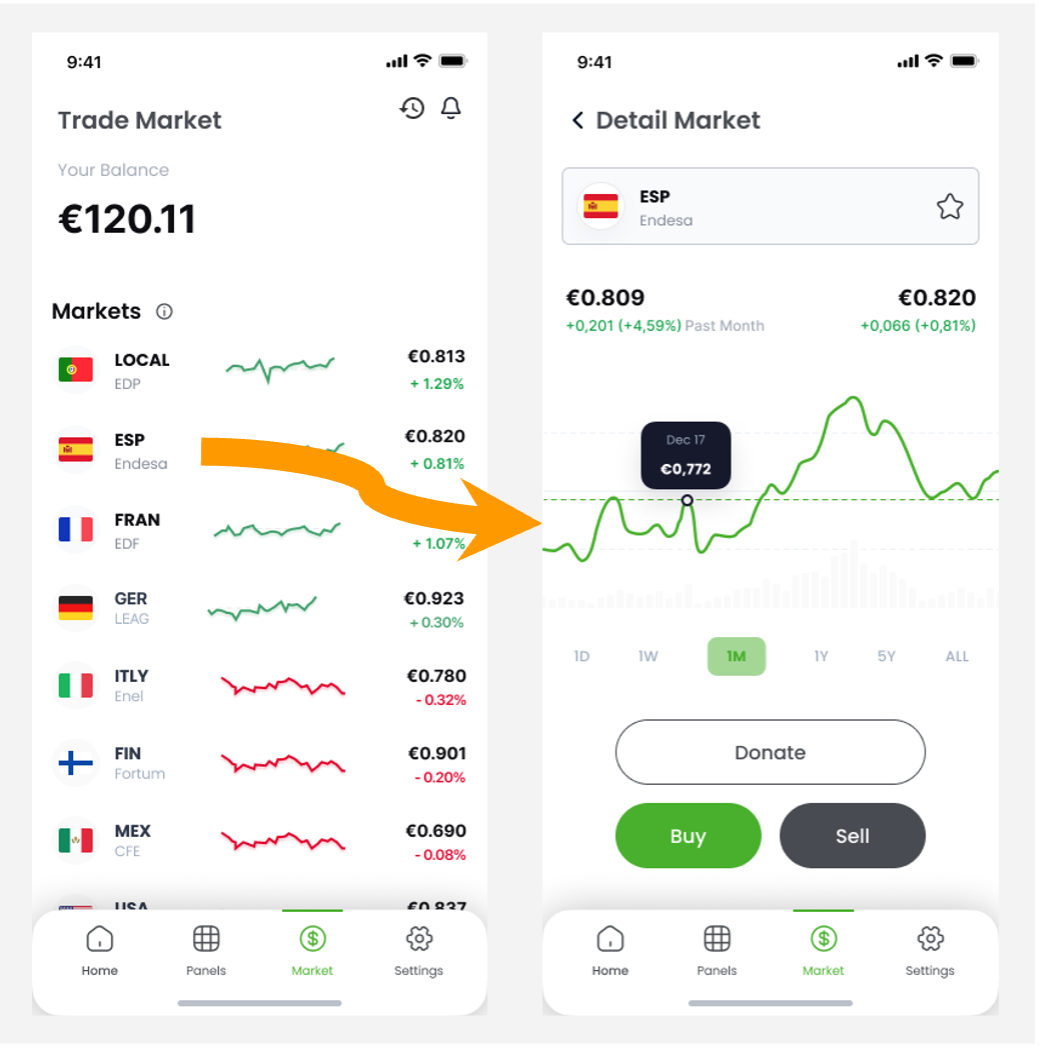 9:41
Trade Market
Your Balance
€120.11
Markets
LOCAL
EDP
€0.813
+ 1.29%
ESP
Endesa
€0.820
+ 0.81%
FRAN
EDF
+ 1.07%
GER
LEAG
€0.923
+ 0.30%
ITLY
Enel
€0.780
- 0.32%
FIN
Fortum
€0.901
- 0.20%
MEX
CFE
€0.690
- 0.08%
USA
€0.837
Home
Panels
$
Market
Settings
9:41
Detail Market
ESP
Endesa
€0.809
+0,201 (+4,59%) Past Month
€0.820
+0,066 (+0,81%)
Dec 17
€0,772
1D 1W 1M 1Y 5Y ALL
Donate
Buy
Sell
Home
Panels
$
Market
Settings